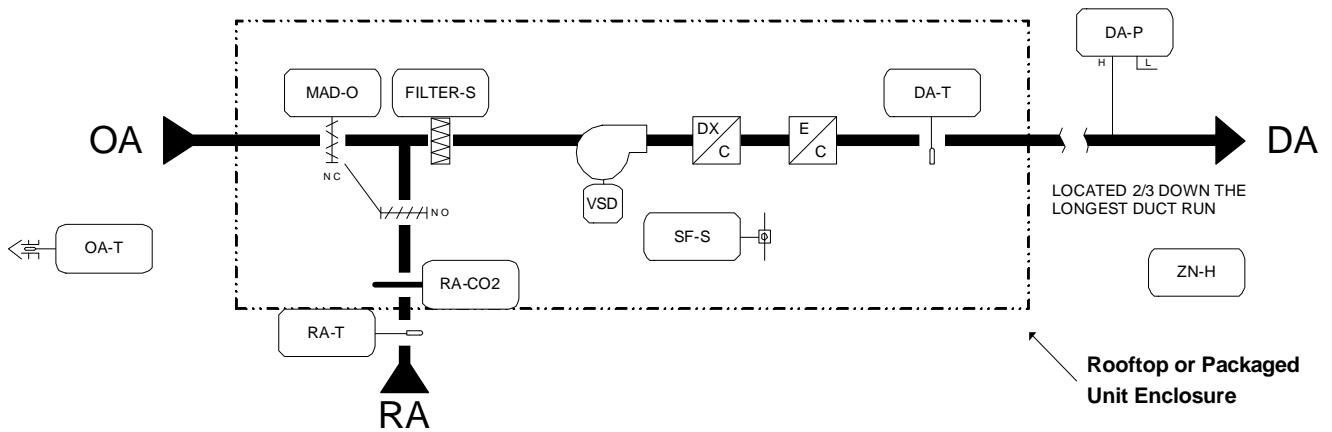 DA-P
H
L
MAD-O
FILTER-S
DA-T
OA
DX
C
E
C
DA
NC
VSD
LOCATED 2/3 DOWN THE
LONGEST DUCT RUN
NO
SF-S
OA-T
ZN-H
RA-CO2
RA-T
Rooftop or Packaged
Unit Enclosure
RA